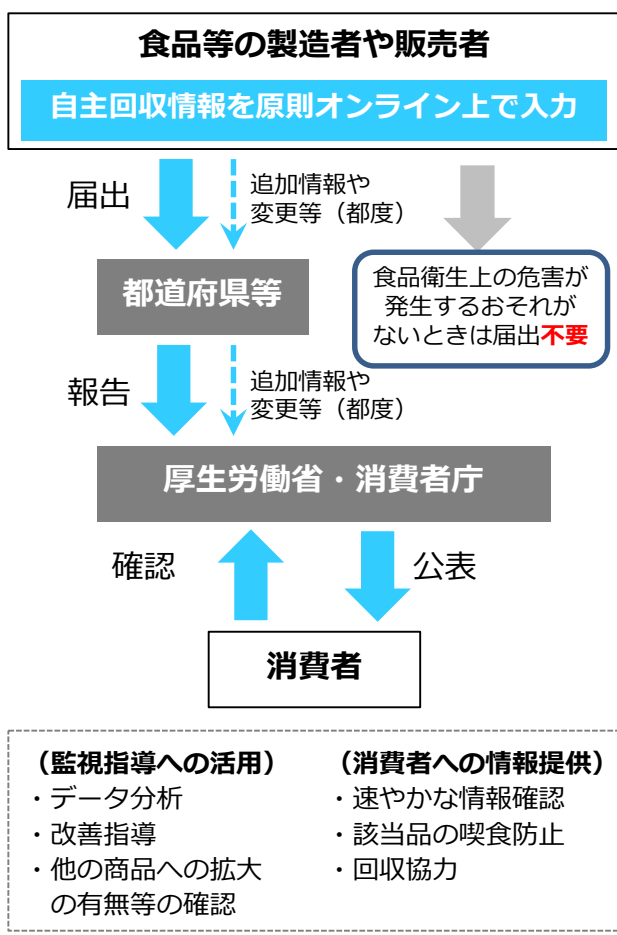 食品等の製造者や販売者
自主回収情報を原則オンライン上で入力
届出
追加情報や
変更等（都度）
都道府県等
食品衛生上の危害が
発生するおそれが
ないときは届出不要
報告
追加情報や
変更等（都度）
厚生労働省・消費者庁
確認
公表
消費者
（監視指導への活用）
・データ分析
・改善指導
・他の商品への拡大
の有無等の確認
（消費者への情報提供）
・速やかな情報確認
・該当品の喫食防止
・回収協力